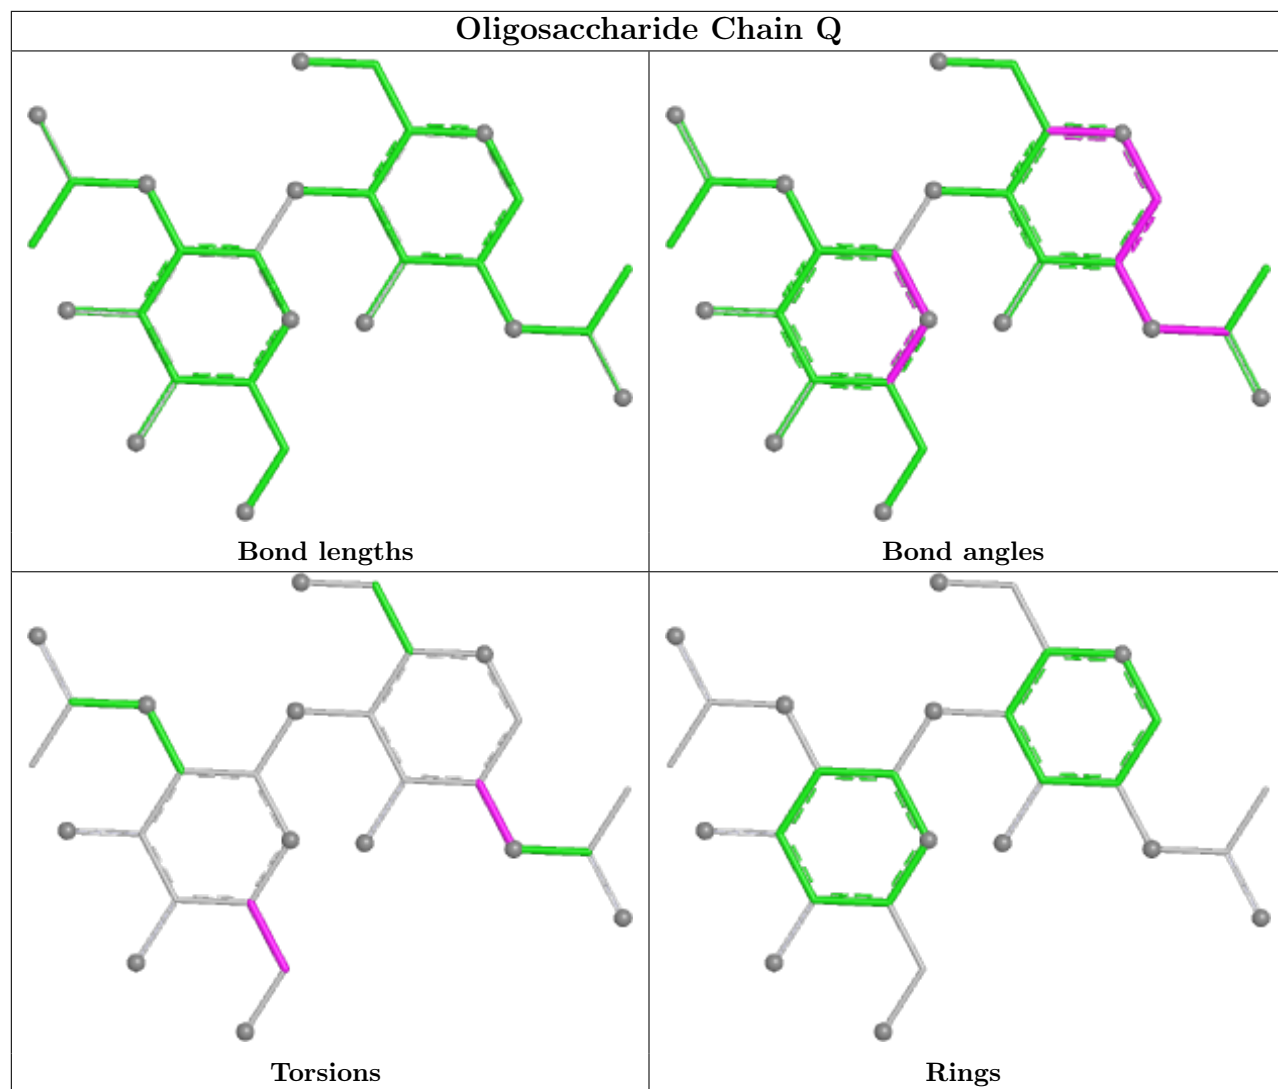 Oligosaccharide Chain Q
Bond lengths
Bond angles
Torsions
Rings